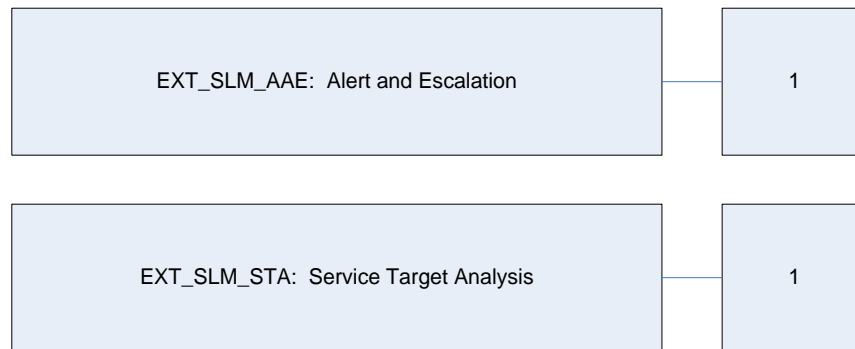 EXT_SLM_AAE:  Alert and Escalation
1
EXT_SLM_STA:  Service Target Analysis
1